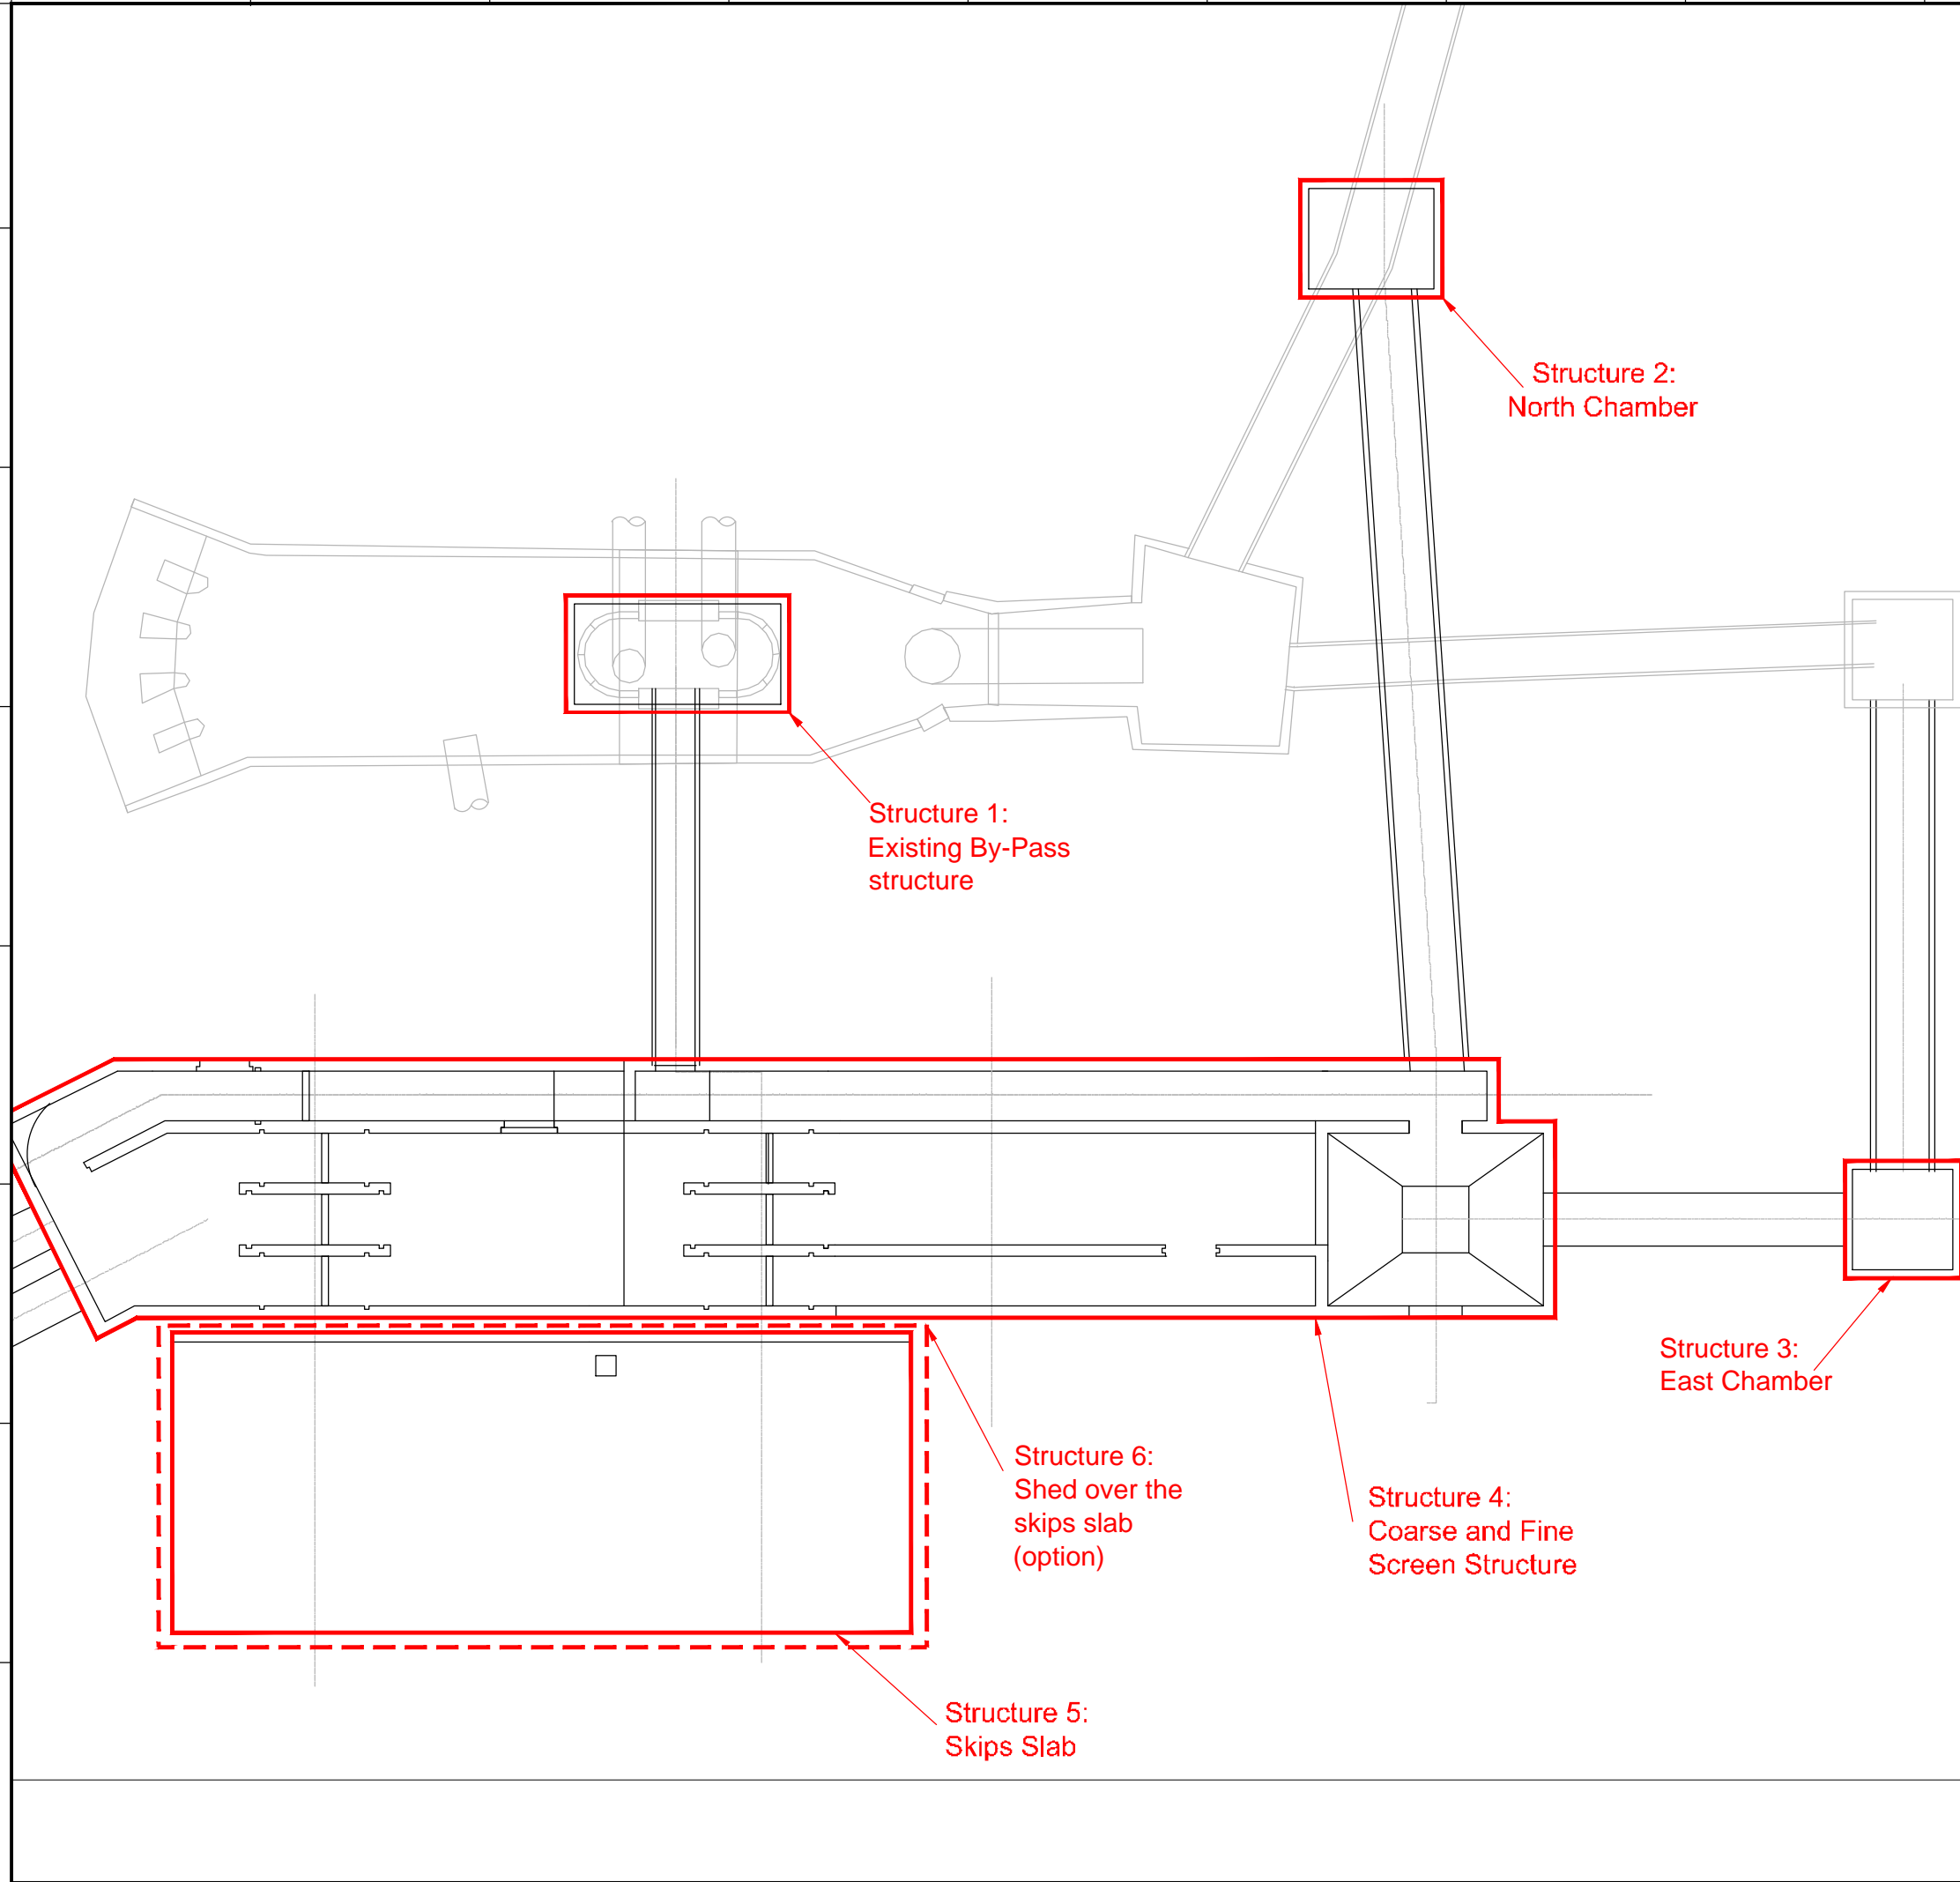 Structure 2:
North Chamber
Structure 1:
Existing By-Pass
structure
Structure 3:
East Chamber
Structure 6:
Shed over the
skips slab
(option)
Structure 4:
Coarse and Fine
Screen Structure
Structure 5:
Skips Slab